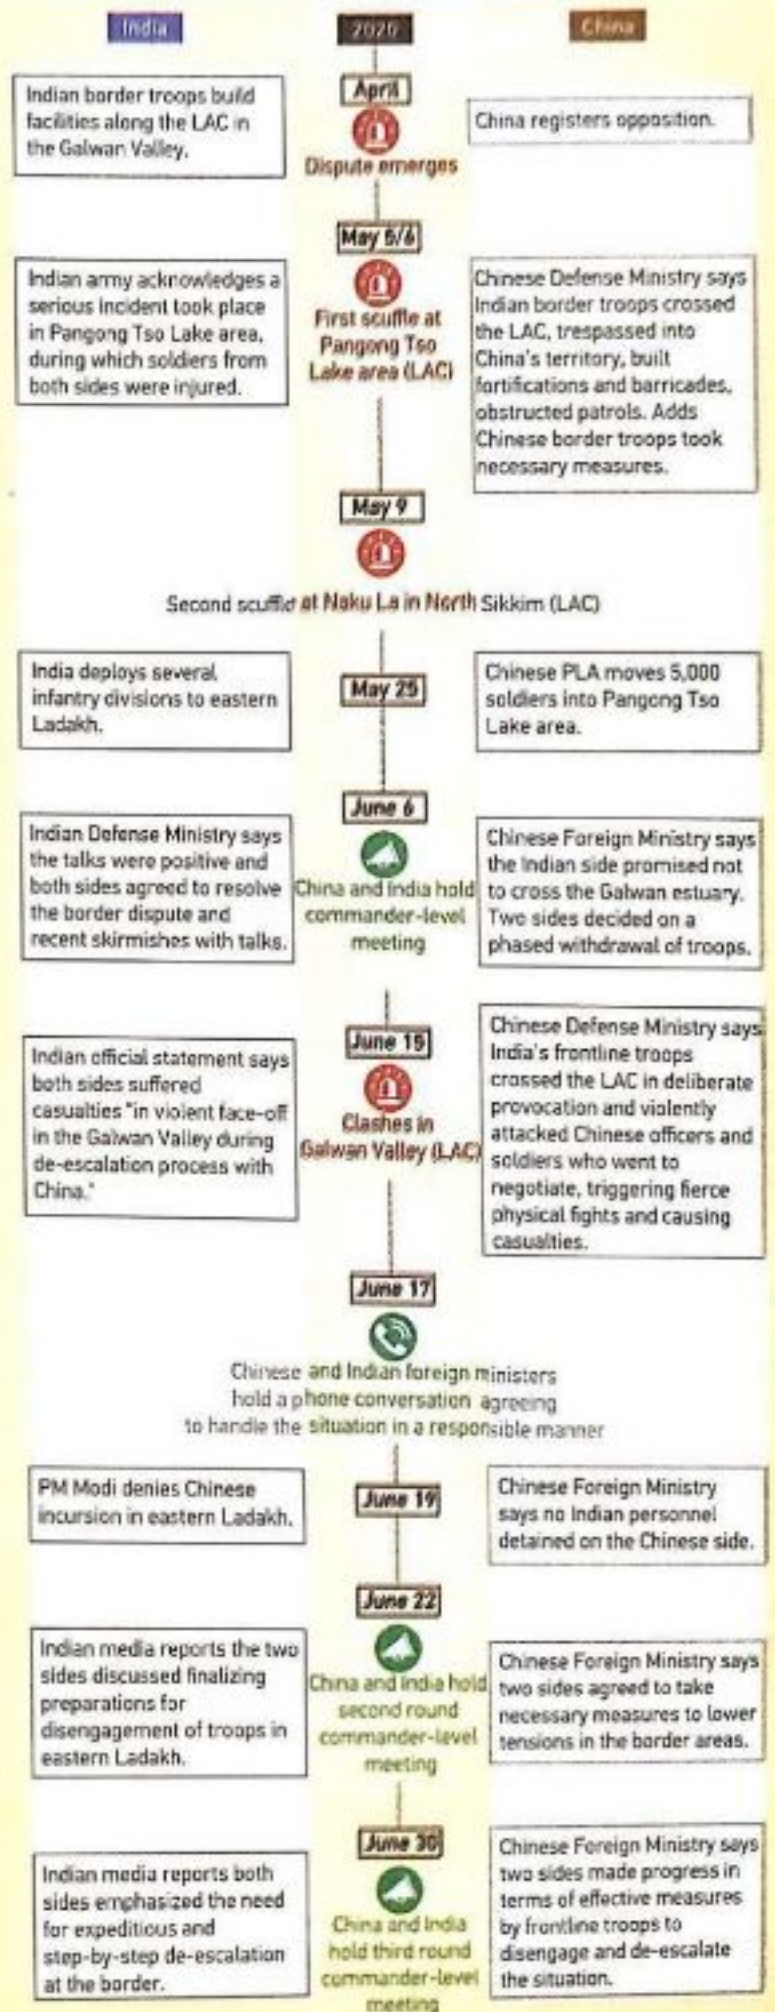 India
2020
China
April
Indian border troops build
facilities along the LAC in
the Galwan Valley.
Dispute emerges
China registers opposition.
May 5/6
Indian army acknowledges a
serious incident took place
in Pangong Tso Lake area,
during which soldiers from
both sides were injured.
First scuffle at
Pangong Tso
Lake area (LAC)
Chinese Defense Ministry says
Indian border troops crossed
the LAC, trespassed into
China's territory, built
fortifications and barricades,
obstructed patrols. Adds
Chinese border troops took
necessary measures.
May 9
Second scuffle at Naku La in North Sikkim (LAC)
India deploys several
infantry divisions to eastern
Ladakh.
May 25
Chinese PLA moves 5,000
soldiers into Pangong Tso
Lake area.
June 6
Indian Defense Ministry says
the talks were positive and
both sides agreed to resolve
the border dispute and
recent skirmishes with talks.
China and India hold
commander-level
meeting
Chinese Foreign Ministry says
the Indian side promised not
to cross the Galwan estuary.
Two sides decided on a
phased withdrawal of troops.
June 15
Indian official statement says
both sides suffered
casualties "in violent face-off
in the Galwan Valley during
de-escalation process with
China."
Clashes in
Galwan Valley (LAC)
Chinese Defense Ministry says
India's frontline troops
crossed the LAC in deliberate
provocation and violently
attacked Chinese officers and
soldiers who went to
negotiate, triggering fierce
physical fights and causing
casualties.
June 17
Chinese and Indian foreign ministers
hold a phone conversation agreeing
to handle the situation in a responsible manner
PM Modi denies Chinese
incursion in eastern Ladakh.
June 19
Chinese Foreign Ministry
says no Indian personnel
detained on the Chinese side.
June 22
Indian media reports the two
sides discussed finalizing
preparations for
disengagement of troops in
eastern Ladakh.
China and India hold
second round
commander-level
meeting
Chinese Foreign Ministry says
two sides agreed to take
necessary measures to lower
tensions in the border areas.
June 30
Indian media reports both
sides emphasized the need
for expeditious and
step-by-step de-escalation
at the border.
China and India
hold third round
commander-level
meeting
Chinese Foreign Ministry says
two sides made progress in
terms of effective measures
by frontline troops to
disengage and de-escalate
the situation.